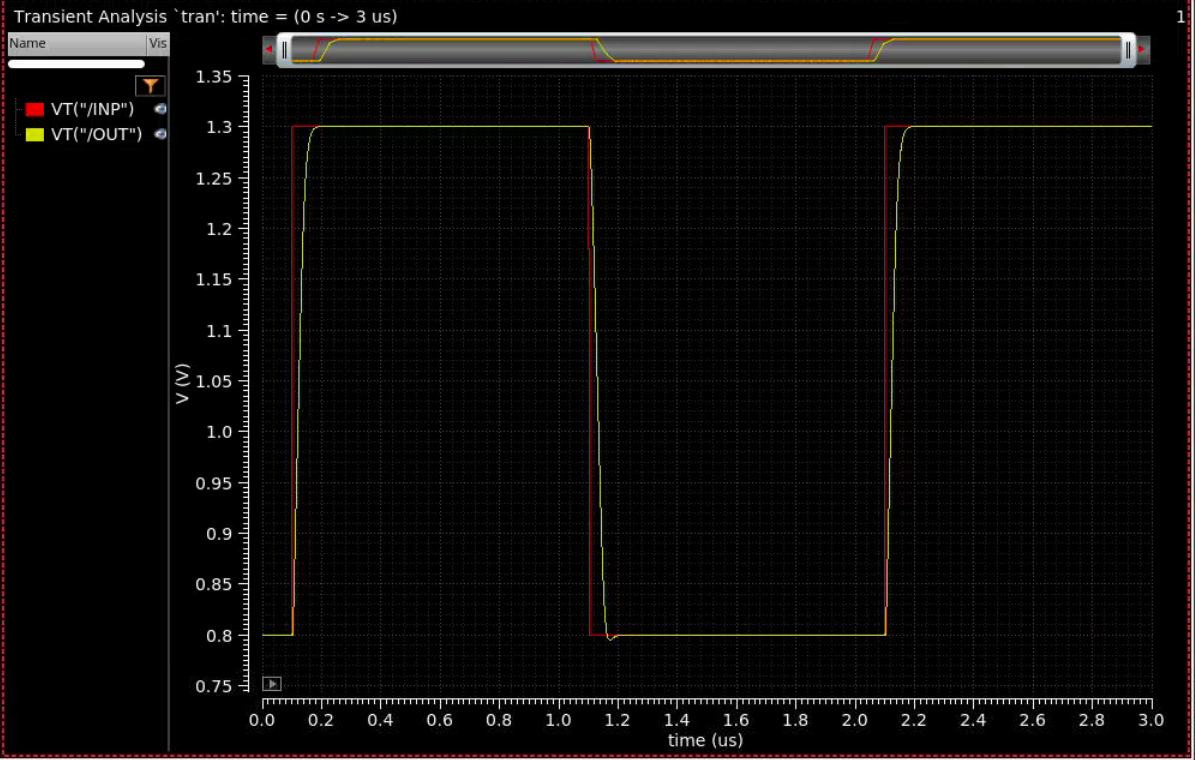 Transient Analysis `tran': time = (0 s -> 3 us) 1
Name Vis
VT("/INP")
VT("/OUT")
1.35
1.3
1.25
1.2
1.15
1.1
1.05
1.0
0.95
0.9
0.85
0.8
0.75
V (V)
0.0 0.2 0.4 0.6 0.8 1.0 1.2 1.4 1.6 1.8 2.0 2.2 2.4 2.6 2.8 3.0
time (us)